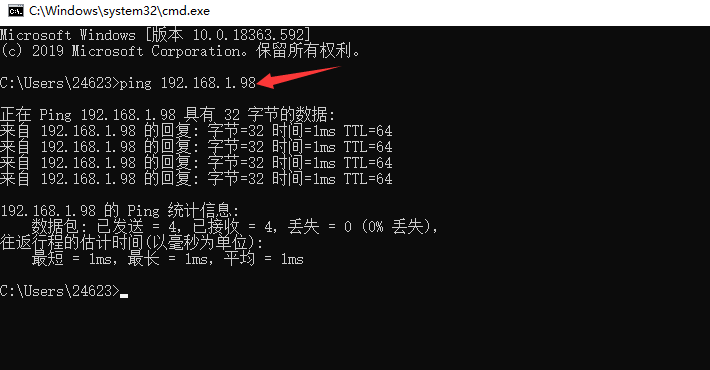 C:\Windows\system32\cmd.exe
Microsoft Windows [版本 10.0.18363.592]
(c) 2019 Microsoft Corporation。保留所有权利。
C:\Users\24623>ping 192.168.1.98
正在 Ping 192.168.1.98 具有 32 字节的数据:
来自 192.168.1.98 的回复: 字节=32 时间=1ms TTL=64
来自 192.168.1.98 的回复: 字节=32 时间=1ms TTL=64
来自 192.168.1.98 的回复: 字节=32 时间=1ms TTL=64
来自 192.168.1.98 的回复: 字节=32 时间=1ms TTL=64
192.168.1.98 的 Ping 统计信息:
数据包: 已发送 = 4，已接收 = 4，丢失 = 0 (0% 丢失)，
往返行程的估计时间(以毫秒为单位):
最短 = 1ms，最长 = 1ms，平均 = 1ms
C:\Users\24623>